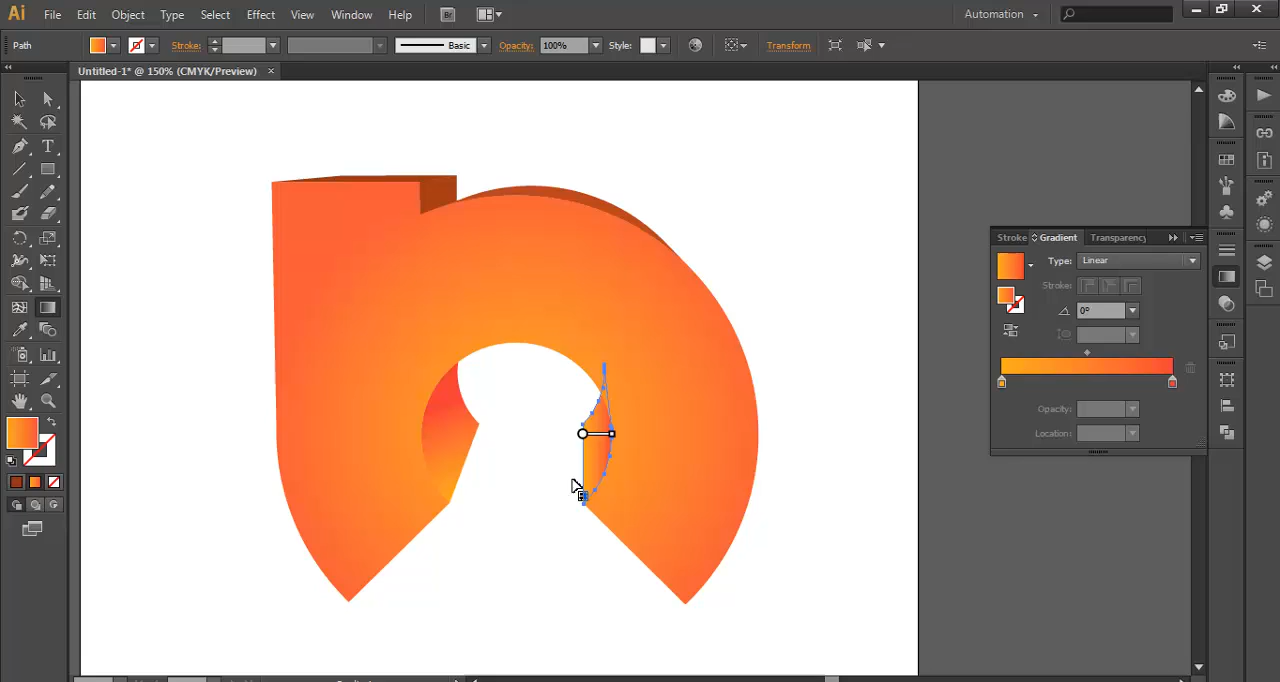 Ai File Edit Object Type Select Effect View Window Help Br Automation
Path Stroke: Basic Opacity: 100% Style: Transform
Untitled-1* @ 150% (CMYK/Preview) ×
T
Stroke Gradient Transparency
Type: Linear
Stroke:
0°
Opacity:
Location: